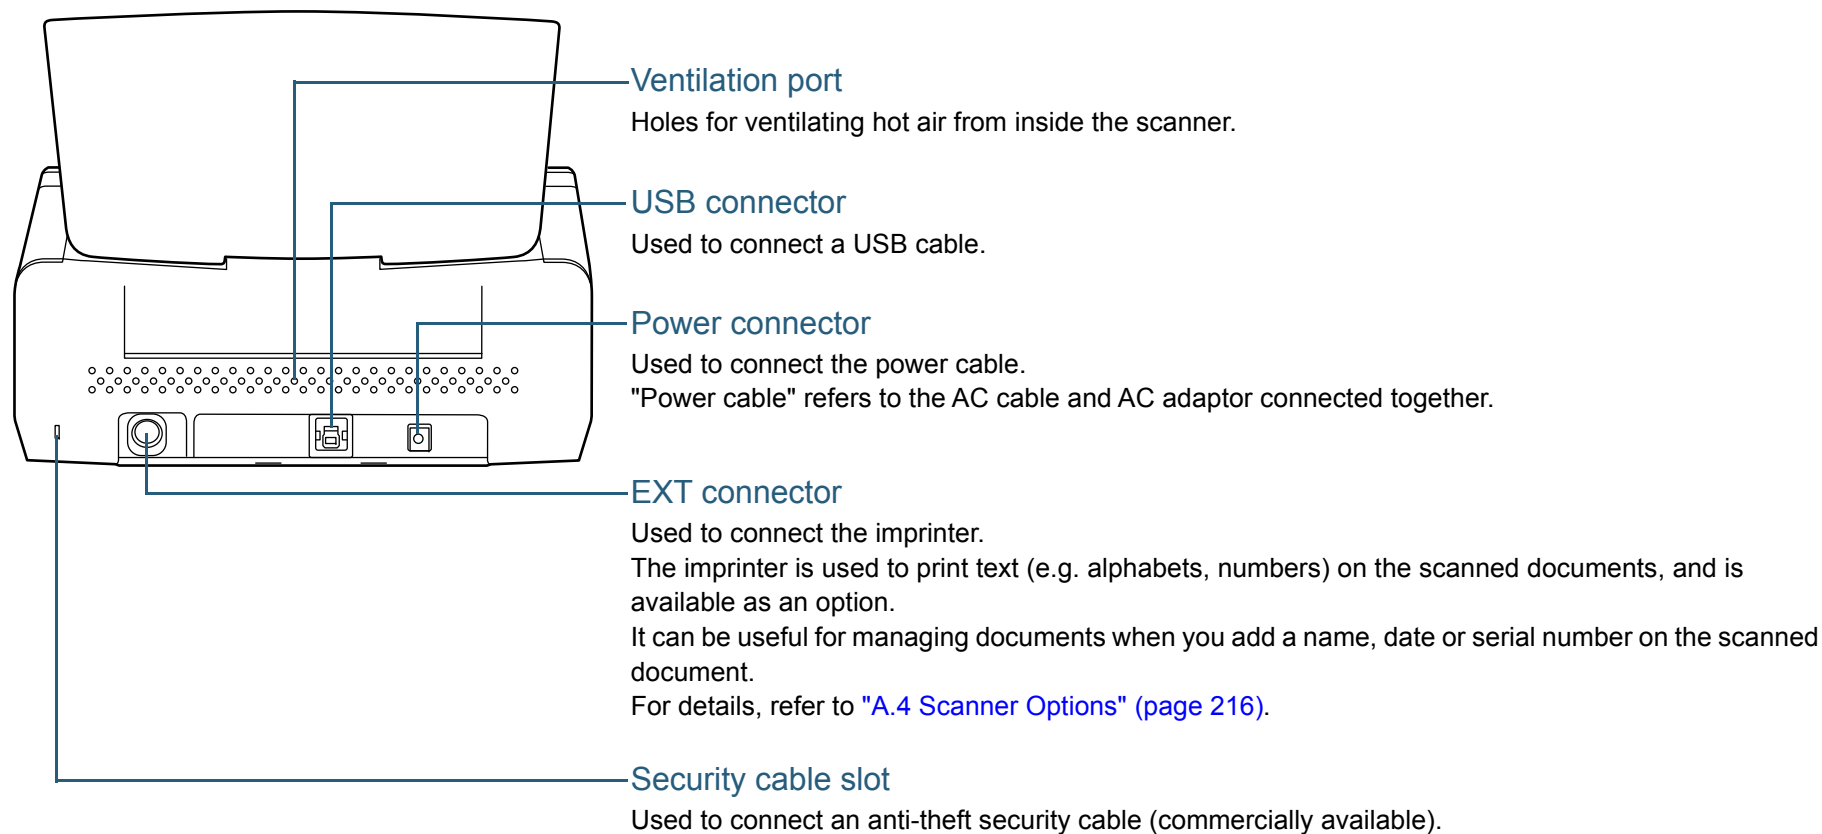 Ventilation port
Holes for ventilating hot air from inside the scanner.
USB connector
Used to connect a USB cable.
Power connector
Used to connect the power cable.
"Power cable" refers to the AC cable and AC adaptor connected together.
EXT connector
Used to connect the imprinter.
The imprinter is used to print text (e.g. alphabets, numbers) on the scanned documents, and is
available as an option.
It can be useful for managing documents when you add a name, date or serial number on the scanned
document.
For details, refer to "A.4 Scanner Options" (page 216).
Security cable slot
Used to connect an anti-theft security cable (commercially available).